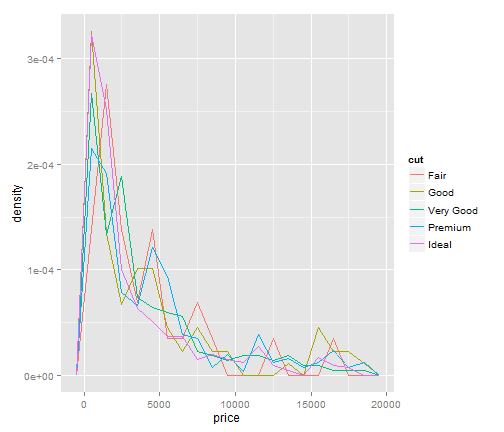 3e-04
2e-04
1e-04
0e+00
density
0
5000
10000
15000
20000
price
cut
Fair
Good
Very Good
Premium
Ideal